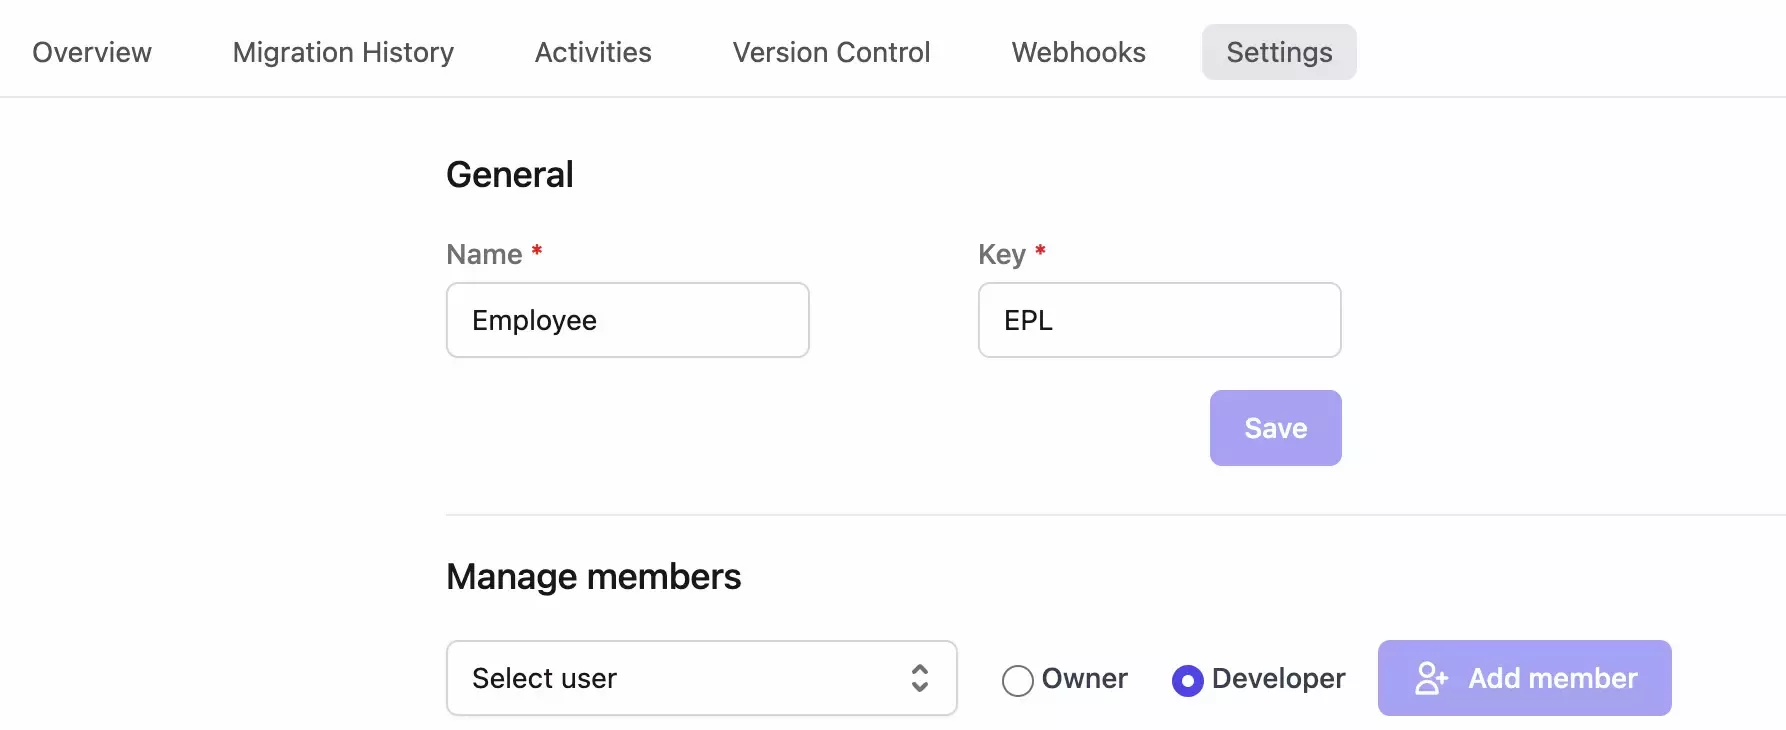 Overview Migration History Activities Version Control Webhooks Settings
General
Name * Key *
Employee EPL
Save
Manage members
Select user Owner Developer Add member